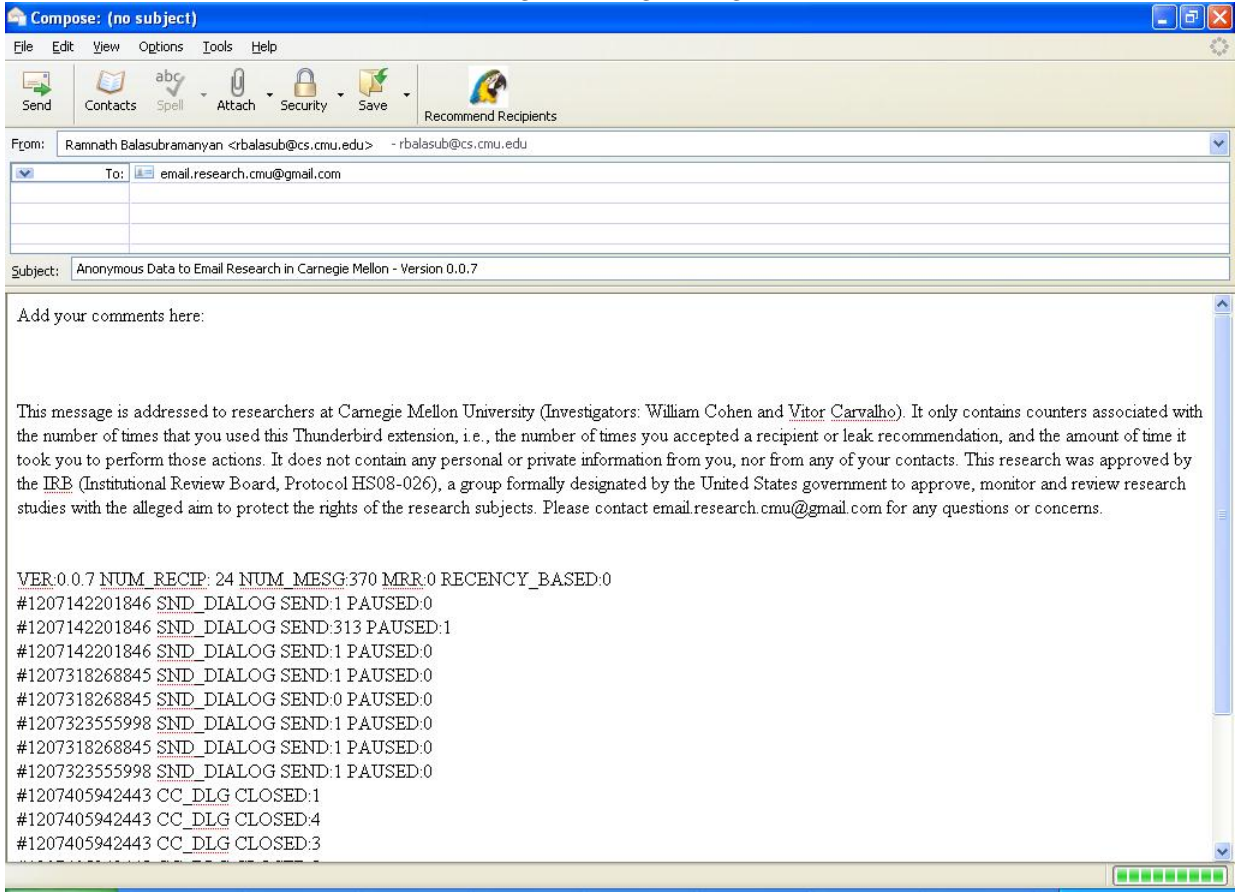 Compose: (no subject)
File Edit View Options Tools Help
Send Contacts Spell Attach Security Save Recommend Recipients
From: Ramnath Balasubramanyan <rbalasub@cs.cmu.edu> - rbalasub@cs.cmu.edu
To: email.research.cmu@gmail.com
Subject: Anonymous Data to Email Research in Carnegie Mellon - Version 0.0.7
Add your comments here:
This message is addressed to researchers at Carnegie Mellon University (Investigators: William Cohen and Vitor Carvalho). It only contains counters associated with
the number of times that you used this Thunderbird extension, i.e., the number of times you accepted a recipient or leak recommendation, and the amount of time it
took you to perform those actions. It does not contain any personal or private information from you, nor from any of your contacts. This research was approved by
the IRB (Institutional Review Board, Protocol HS08-026), a group formally designated by the United States government to approve, monitor and review research
studies with the alleged aim to protect the rights of the research subjects. Please contact email.research.cmu@gmail.com for any questions or concerns.
VER:0.0.7 NUM_RECIP: 24 NUM_MESG:370 MRR:0 RECENCY_BASED:0
#1207142201846 SND_DIALOG SEND:1 PAUSED:0
#1207142201846 SND_DIALOG SEND:313 PAUSED:1
#1207142201846 SND_DIALOG SEND:1 PAUSED:0
#1207318268845 SND_DIALOG SEND:1 PAUSED:0
#1207318268845 SND_DIALOG SEND:0 PAUSED:0
#1207323555998 SND_DIALOG SEND:1 PAUSED:0
#1207318268845 SND_DIALOG SEND:1 PAUSED:0
#1207323555998 SND_DIALOG SEND:1 PAUSED:0
#1207405942443 CC_DLG CLOSED:1
#1207405942443 CC_DLG CLOSED:4
#1207405942443 CC_DLG CLOSED:3